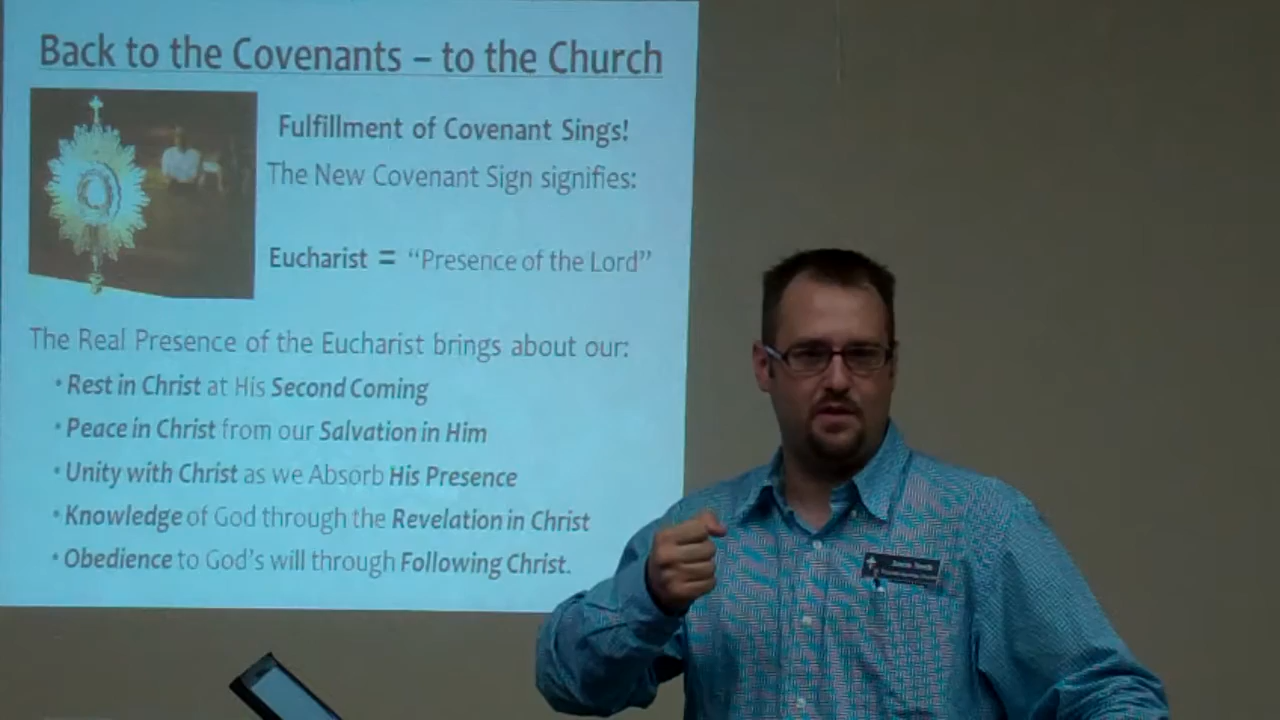 Back to the Covenants – to the Church
Fulfillment of Covenant Sings!
The New Covenant Sign signifies:
Eucharist = “Presence of the Lord”
The Real Presence of the Eucharist brings about our:
• Rest in Christ at His Second Coming
• Peace in Christ from our Salvation in Him
• Unity with Christ as we Absorb His Presence
• Knowledge of God through the Revelation in Christ
• Obedience to God’s will through Following Christ.